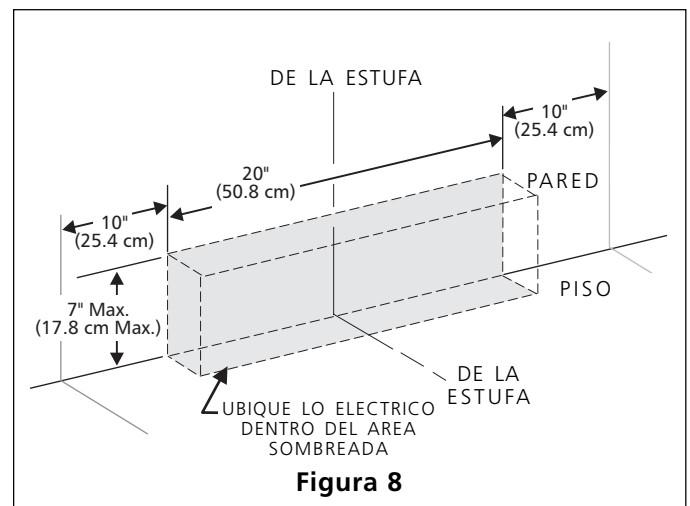 DE LA ESTUFA
10"
(25.4 cm)
20"
(50.8 cm)
PARED
10"
(25.4 cm)
7" Max.
(17.8 cm Max.)
PISO
DE LA
ESTUFA
UBIQUE LO ELECTRICO
DENTRO DEL AREA
SOMBREADA
Figura 8